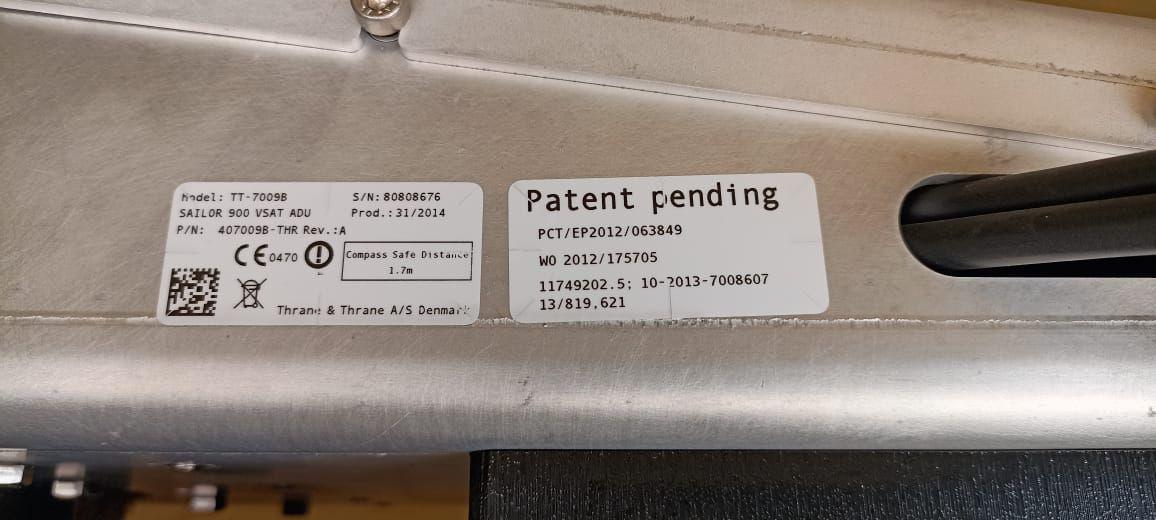 Model: TT-7009B S/N: 80808676
SAILOR 900 VSAT ADU Prod.: 31/2014
P/N: 407009B-THR Rev.:A
CE 0470
Compass Safe Distance
1.7m
Thrane & Thrane A/S Denmark
Patent pending
PCT/EP2012/063849
WO 2012/175705
11749202.5; 10-2013-7008607
13/819,621